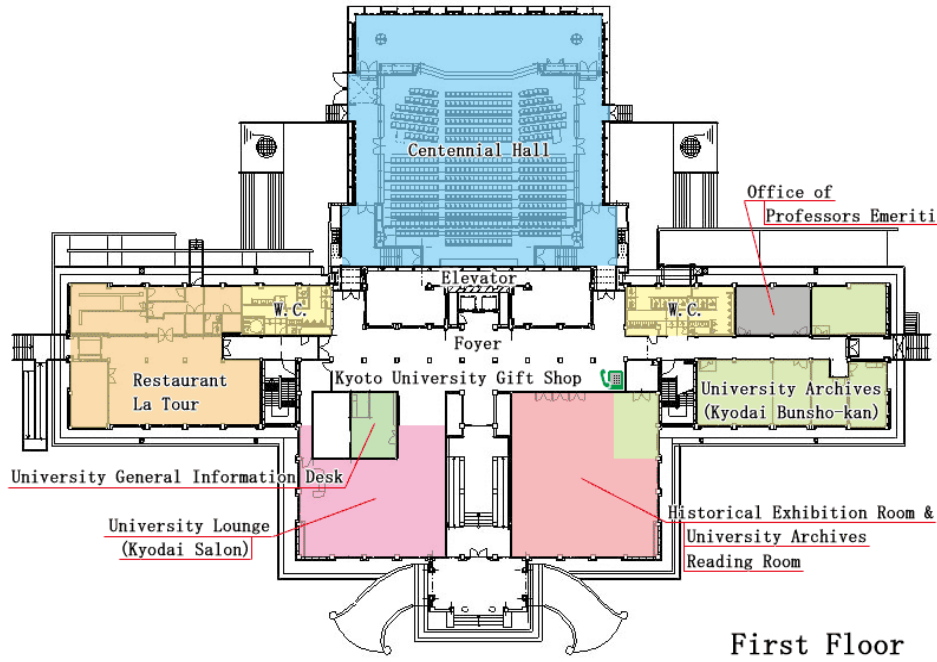 Centennial Hall
Office of
Professors Emeriti
Elevator
W.C.
W.C.
Foyer
Kyoto University Gift Shop
Restaurant
La Tour
University Archives
(Kyodai Bunsho-kan)
University General Information Desk
University Lounge
(Kyodai Salon)
Historical Exhibition Room &
University Archives
Reading Room
First Floor